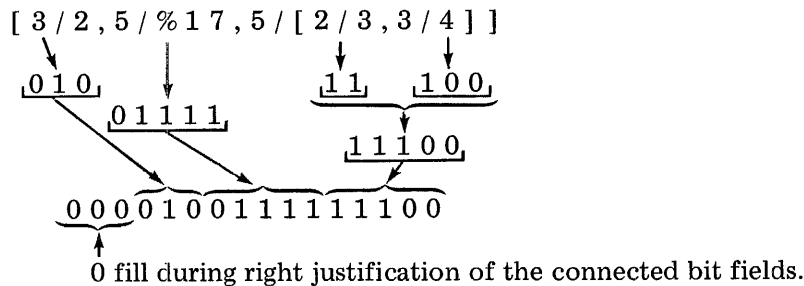 [ 3 / 2 , 5 / % 1 7 , 5 / [ 2 / 3 , 3 / 4 ] ]
0 1 0 1 1 1 0 0
0 1 1 1 1
1 1 1 0 0
0 0 0 0 1 0 0 1 1 1 1 1 1 1 0 0
0 fill during right justification of the connected bit fields.